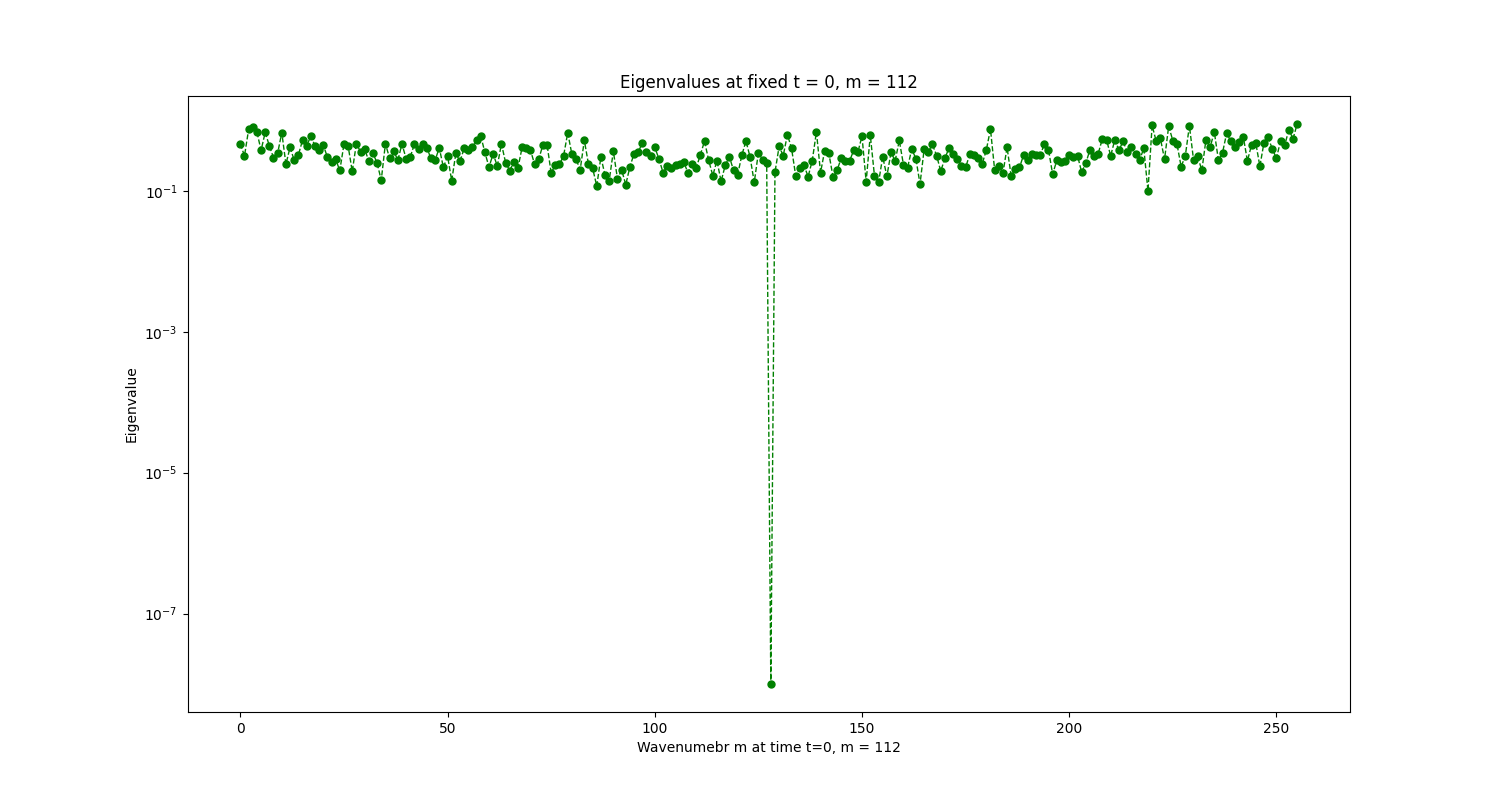 Eigenvalues at fixed t = 0, m = 112
Eigenvalue
10⁻¹
10⁻³
10⁻⁵
10⁻⁷
0 50 100 150 200 250
Wavenumebr m at time t=0, m = 112